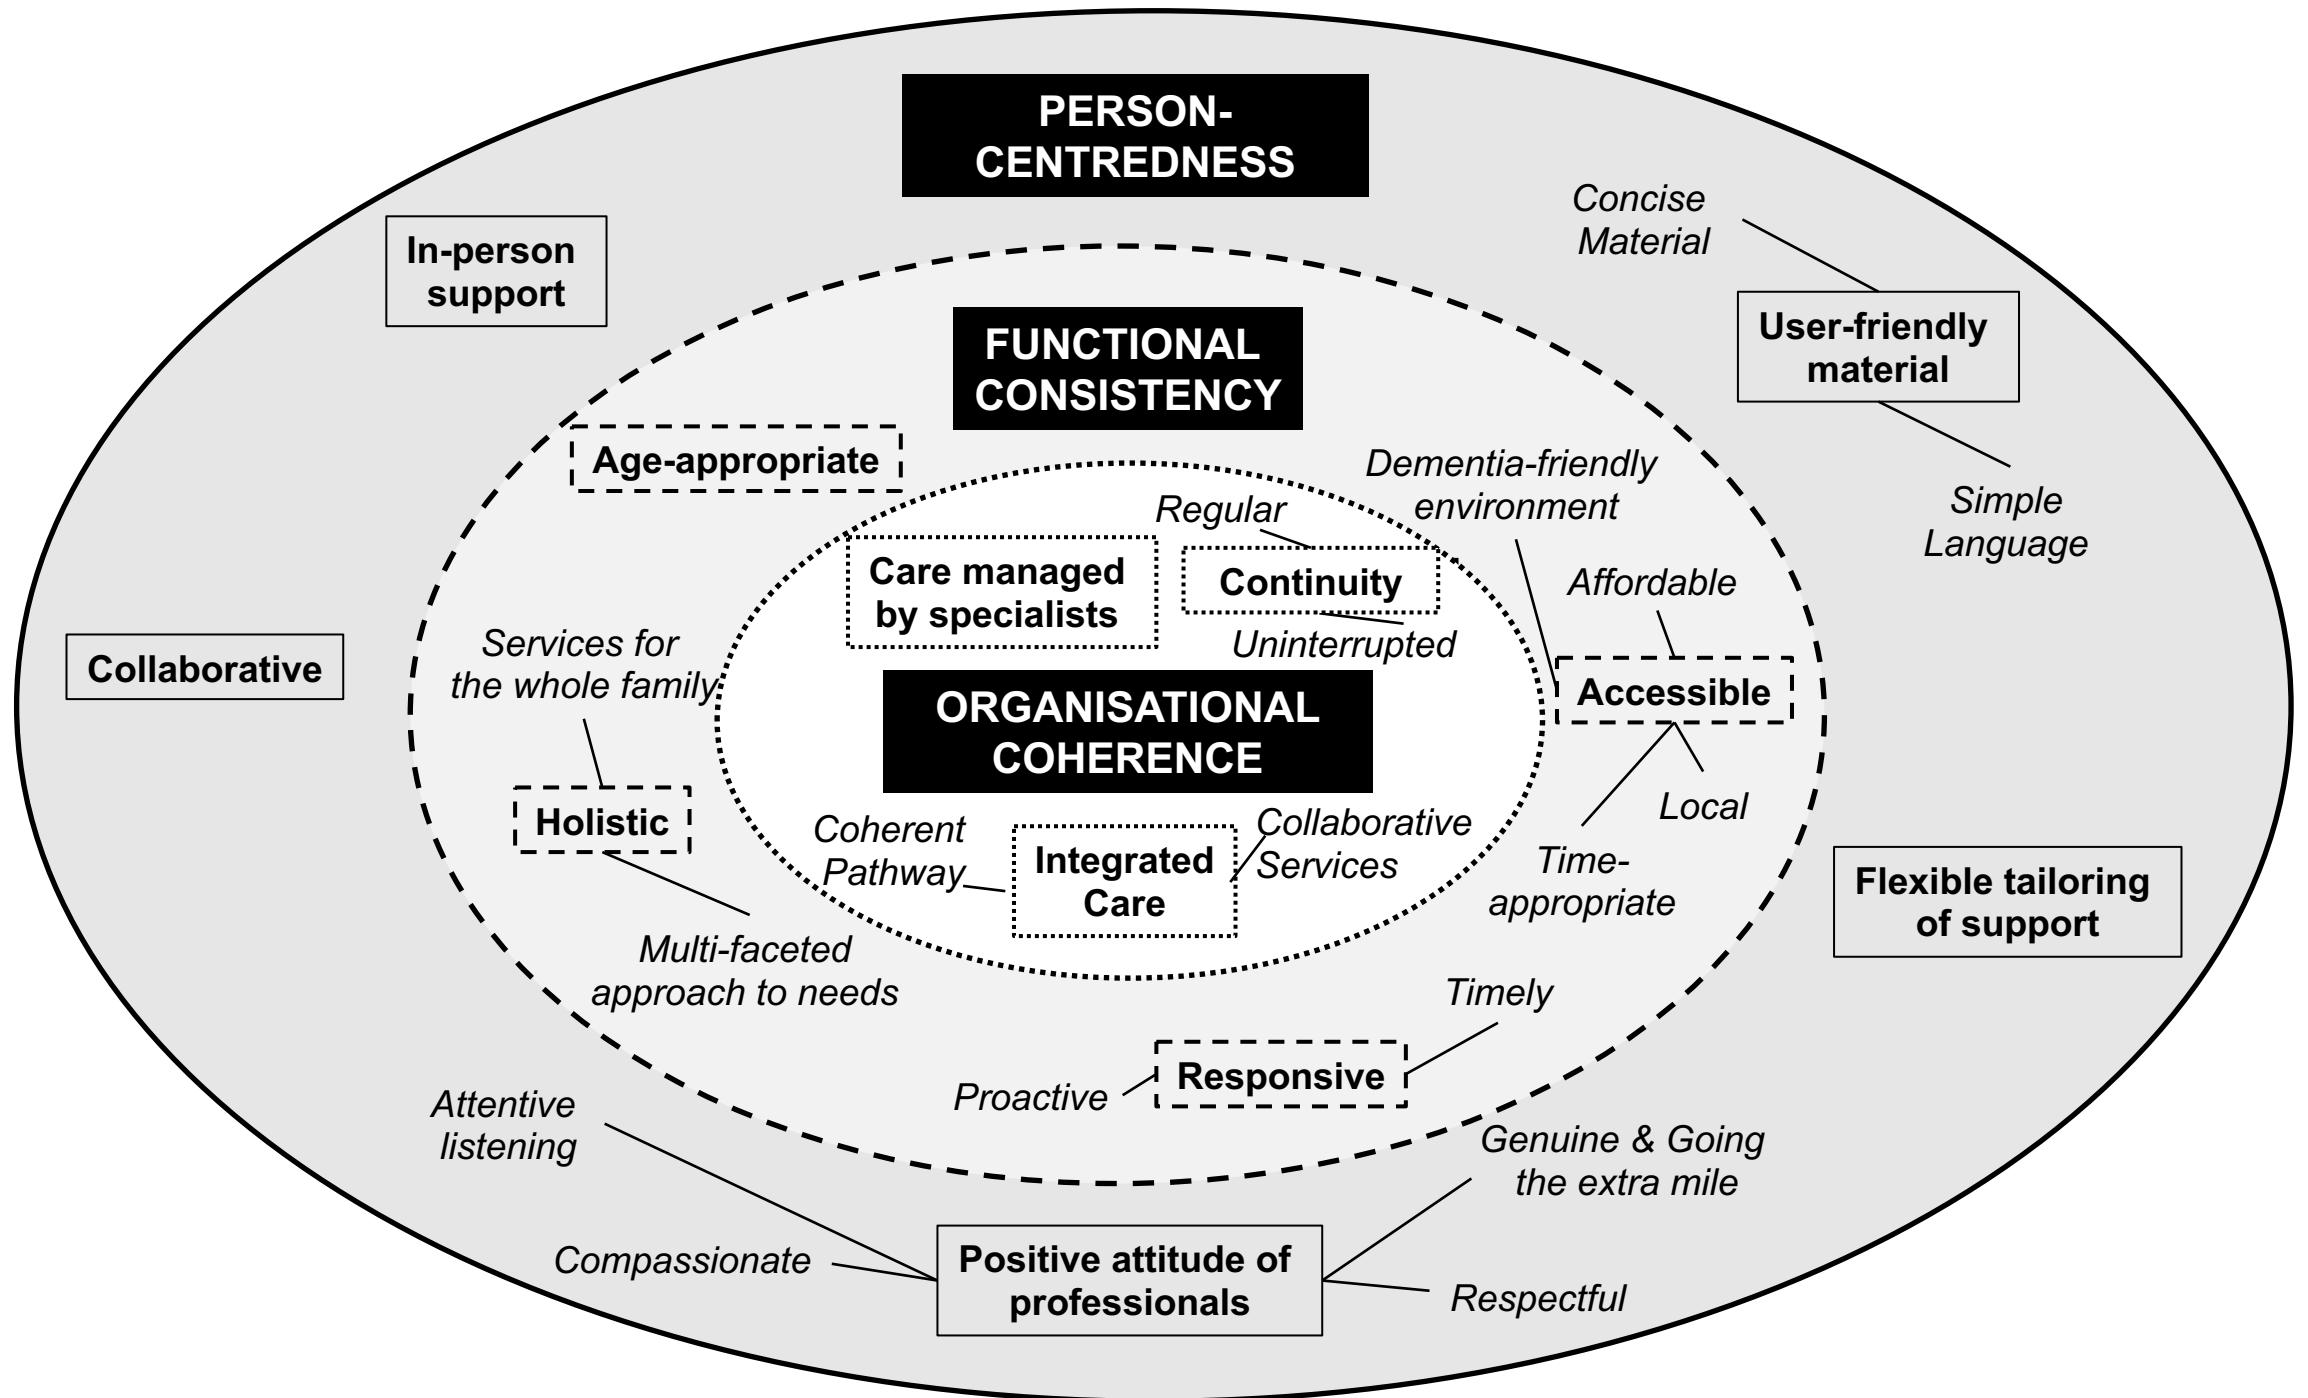 PERSON-
CENTREDNESS
In-person
support
Concise
Material
User-friendly
material
Simple
Language
FUNCTIONAL
CONSISTENCY
Age-appropriate
Dementia-friendly
environment
Regular
Care managed
by specialists
Continuity
Uninterrupted
Affordable
Accessible
Local
Time-
appropriate
Collaborative
Services for
the whole family
Holistic
Multi-faceted
approach to needs
ORGANISATIONAL
COHERENCE
Coherent
Pathway
Integrated
Care
Collaborative
Services
Flexible tailoring
of support
Timely
Responsive
Proactive
Attentive
listening
Genuine & Going
the extra mile
Compassionate
Positive attitude of
professionals
Respectful